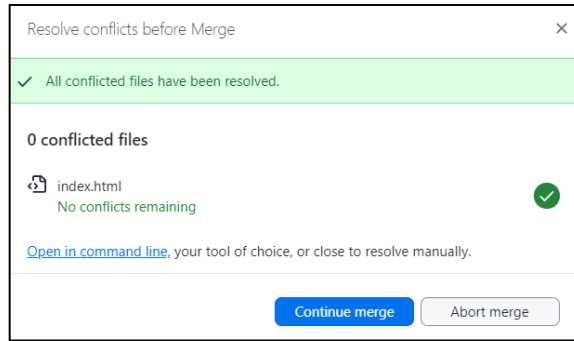 Resolve conflicts before Merge
All conflicted files have been resolved.
0 conflicted files
index.html
No conflicts remaining
Open in command line, your tool of choice, or close to resolve manually.
Continue merge
Abort merge